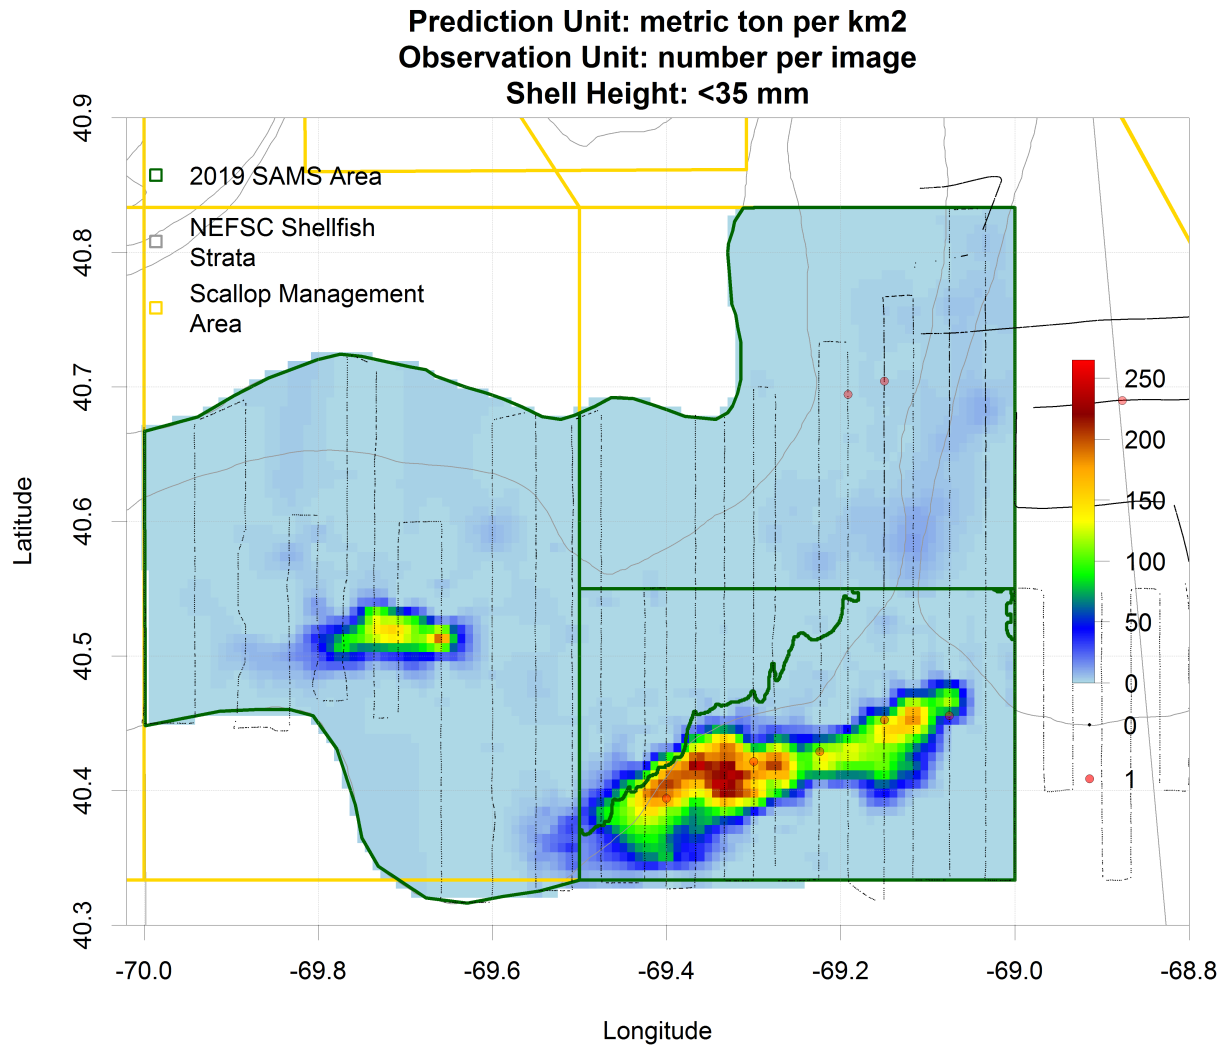 Prediction Unit: metric ton per km2
Observation Unit: number per image
Shell Height: <35 mm
40.9
40.8
40.7
40.6
40.5
40.4
40.3
Latitude
2019 SAMS Area
NEFSC Shellfish
Strata
Scallop Management
Area
250
200
150
100
50
0
0
1
-70.0
-69.8
-69.6
-69.4
-69.2
-69.0
-68.8
Longitude